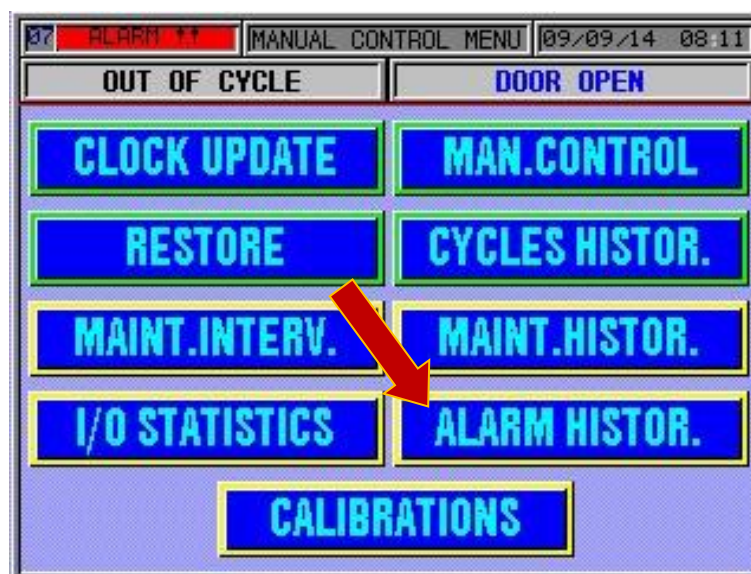 07 ALARM !! MANUAL CONTROL MENU 09/09/14 08:11
OUT OF CYCLE DOOR OPEN
CLOCK UPDATE MAN.CONTROL
RESTORE CYCLES HISTOR.
MAINT.INTERV. MAINT.HISTOR.
I/O STATISTICS ALARM HISTOR.
CALIBRATIONS